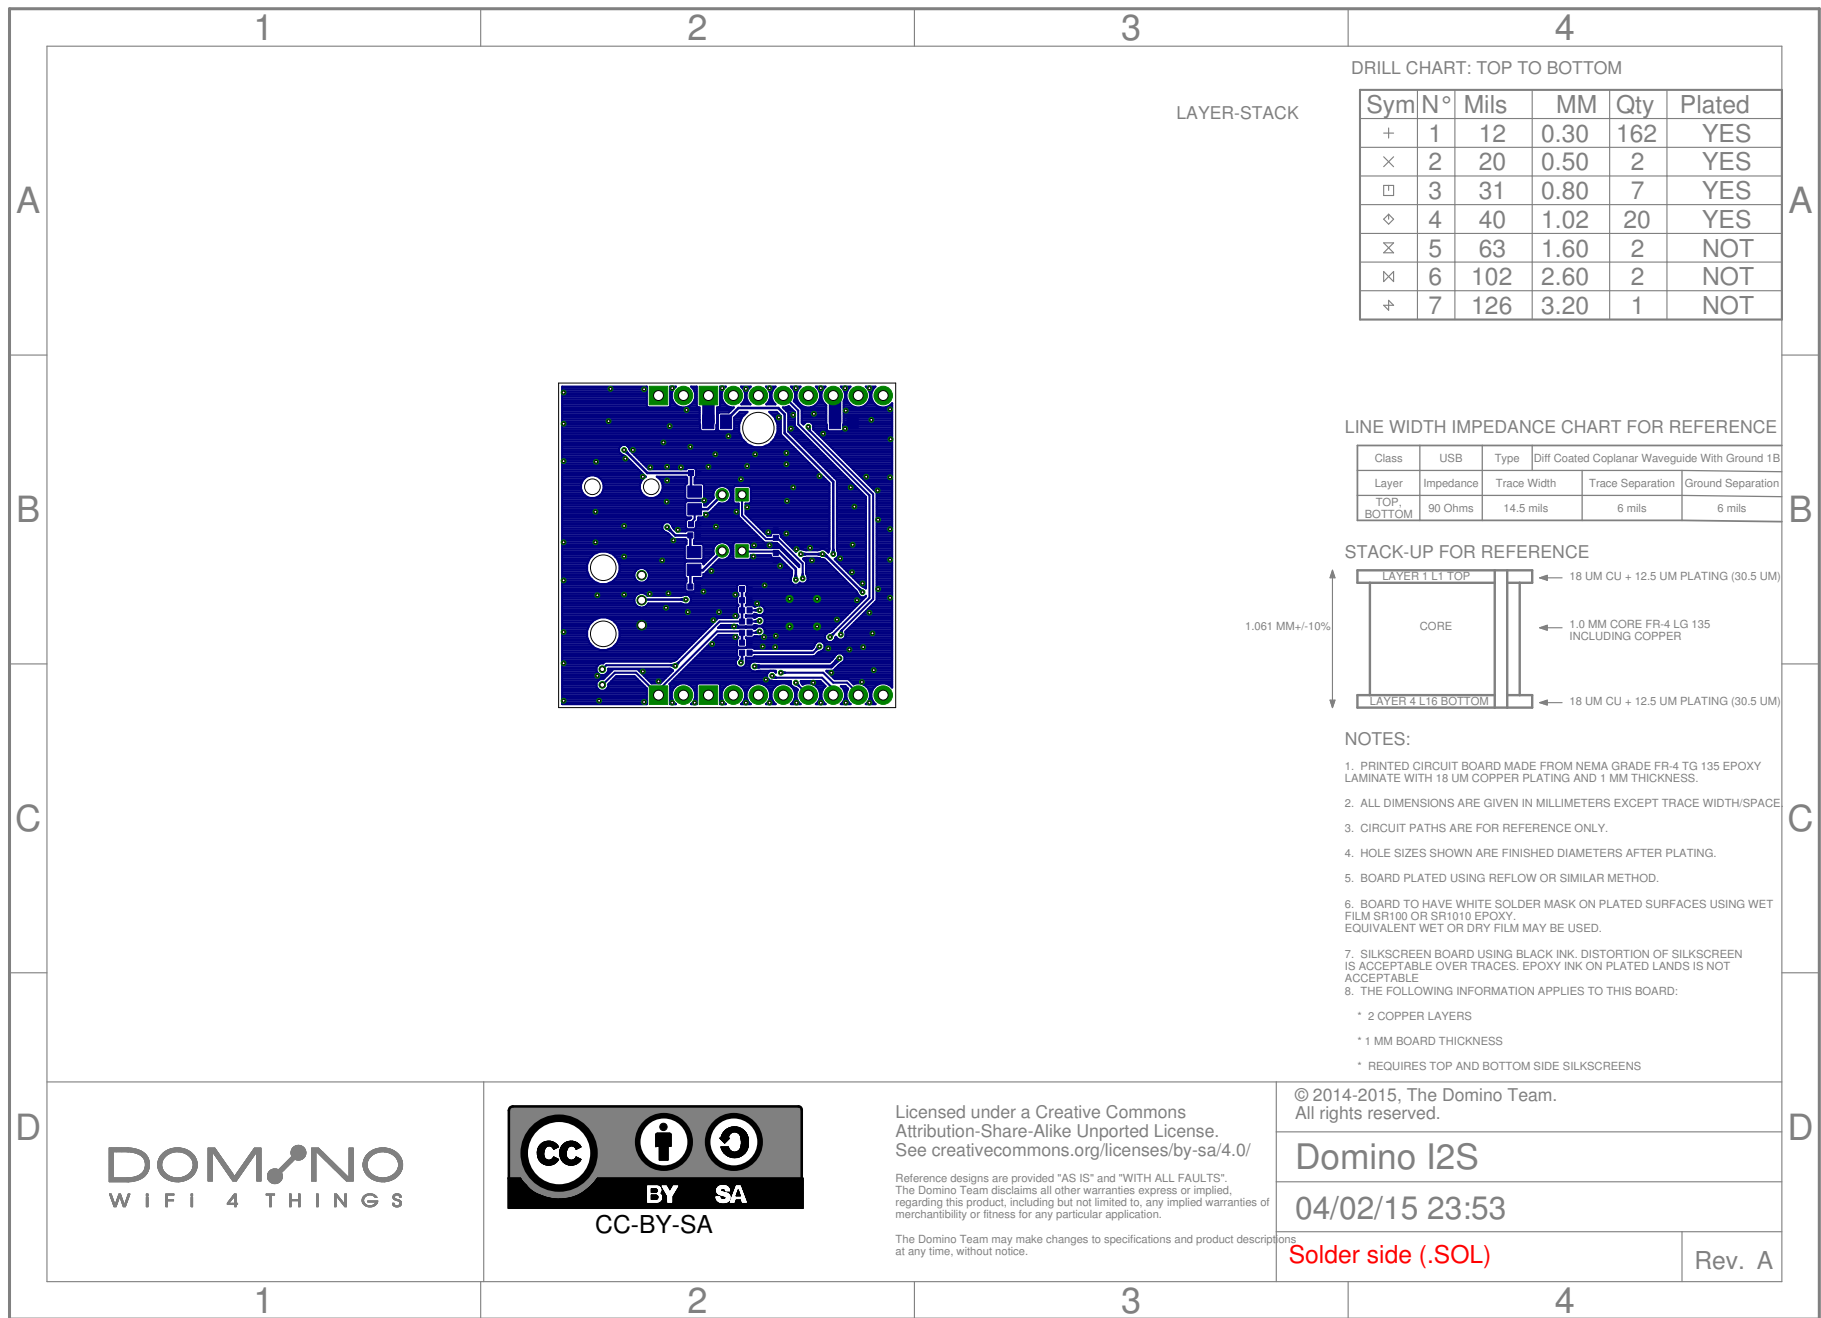 1 2 3 4
DRILL CHART: TOP TO BOTTOM
LAYER-STACK
Sym N° Mils MM Qty Plated
1 12 0.30 162 YES
2 20 0.50 2 YES
3 31 0.80 7 YES
4 40 1.02 20 YES
5 63 1.60 2 NOT
6 102 2.60 2 NOT
7 126 3.20 1 NOT
A A
LINE WIDTH IMPEDANCE CHART FOR REFERENCE
Class USB Type Diff Coated Coplanar Waveguide With Ground 1B
Layer Impedance Trace Width Trace Separation Ground Separation
TOP, BOTTOM 90 Ohms 14.5 mils 6 mils 6 mils
B B
STACK-UP FOR REFERENCE
LAYER 1 L1 TOP
18 UM CU + 12.5 UM PLATING (30.5 UM)
1.061 MM+/-10%
CORE
1.0 MM CORE FR-4 LG 135
INCLUDING COPPER
LAYER 4 L16 BOTTOM
18 UM CU + 12.5 UM PLATING (30.5 UM)
NOTES:
1. PRINTED CIRCUIT BOARD MADE FROM NEMA GRADE FR-4 TG 135 EPOXY
LAMINATE WITH 18 UM COPPER PLATING AND 1 MM THICKNESS.
2. ALL DIMENSIONS ARE GIVEN IN MILLIMETERS EXCEPT TRACE WIDTH/SPACE
C C
3. CIRCUIT PATHS ARE FOR REFERENCE ONLY.
4. HOLE SIZES SHOWN ARE FINISHED DIAMETERS AFTER PLATING.
5. BOARD PLATED USING REFLOW OR SIMILAR METHOD.
6. BOARD TO HAVE WHITE SOLDER MASK ON PLATED SURFACES USING WET
FILM SR100 OR SR1010 EPOXY.
EQUIVALENT WET OR DRY FILM MAY BE USED.
7. SILKSCREEN BOARD USING BLACK INK. DISTORTION OF SILKSCREEN
IS ACCEPTABLE OVER TRACES. EPOXY INK ON PLATED LANDS IS NOT
ACCEPTABLE
8. THE FOLLOWING INFORMATION APPLIES TO THIS BOARD:
* 2 COPPER LAYERS
* 1 MM BOARD THICKNESS
* REQUIRES TOP AND BOTTOM SIDE SILKSCREENS
D D
DOMINO
WIFI 4 THINGS
cc
BY SA
CC-BY-SA
Licensed under a Creative Commons
Attribution-Share-Alike Unported License.
See creativecommons.org/licenses/by-sa/4.0/
Reference designs are provided "AS IS" and "WITH ALL FAULTS".
The Domino Team disclaims all other warranties express or implied,
regarding this product, including but not limited to, any implied warranties of
merchantibility or fitness for any particular application.
The Domino Team may make changes to specifications and product descriptions
at any time, without notice.
© 2014-2015, The Domino Team.
All rights reserved.
Domino I2S
04/02/15 23:53
Solder side (.SOL)
Rev. A
1 2 3 4